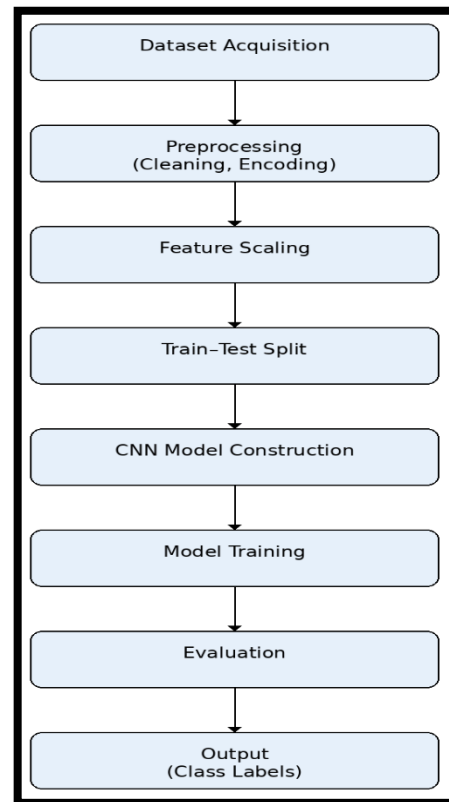 Dataset Acquisition
Preprocessing
(Cleaning, Encoding)
Feature Scaling
Train–Test Split
CNN Model Construction
Model Training
Evaluation
Output
(Class Labels)